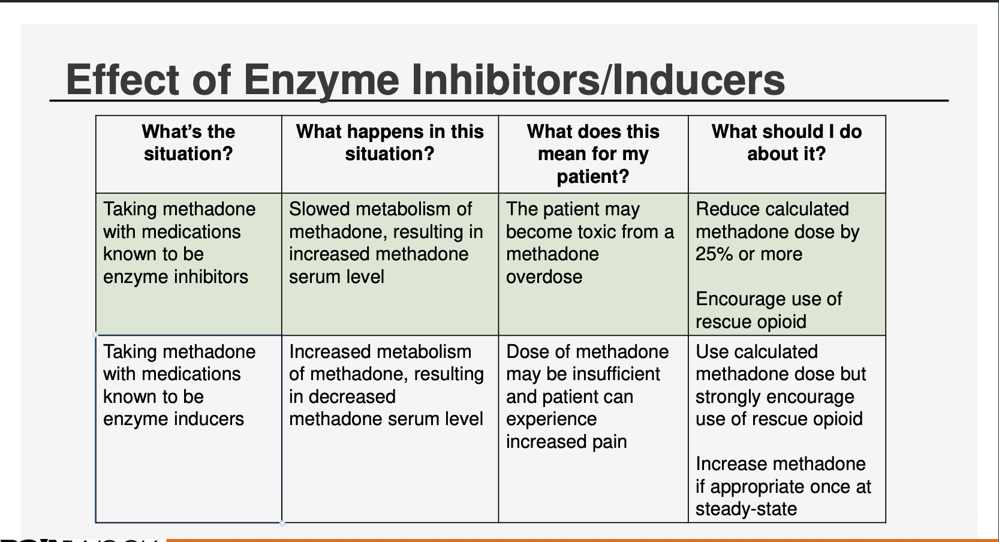 Effect of Enzyme Inhibitors/Inducers
What’s the
situation?
What happens in this
situation?
What does this
mean for my
patient?
What should I do
about it?
Taking methadone
with medications
known to be
enzyme inhibitors
Slowed metabolism of
methadone, resulting in
increased methadone
serum level
The patient may
become toxic from a
methadone
overdose
Reduce calculated
methadone dose by
25% or more
Encourage use of
rescue opioid
Taking methadone
with medications
known to be
enzyme inducers
Increased metabolism
of methadone, resulting
in decreased
methadone serum level
Dose of methadone
may be insufficient
and patient can
experience
increased pain
Use calculated
methadone dose but
strongly encourage
use of rescue opioid
Increase methadone
if appropriate once at
steady-state